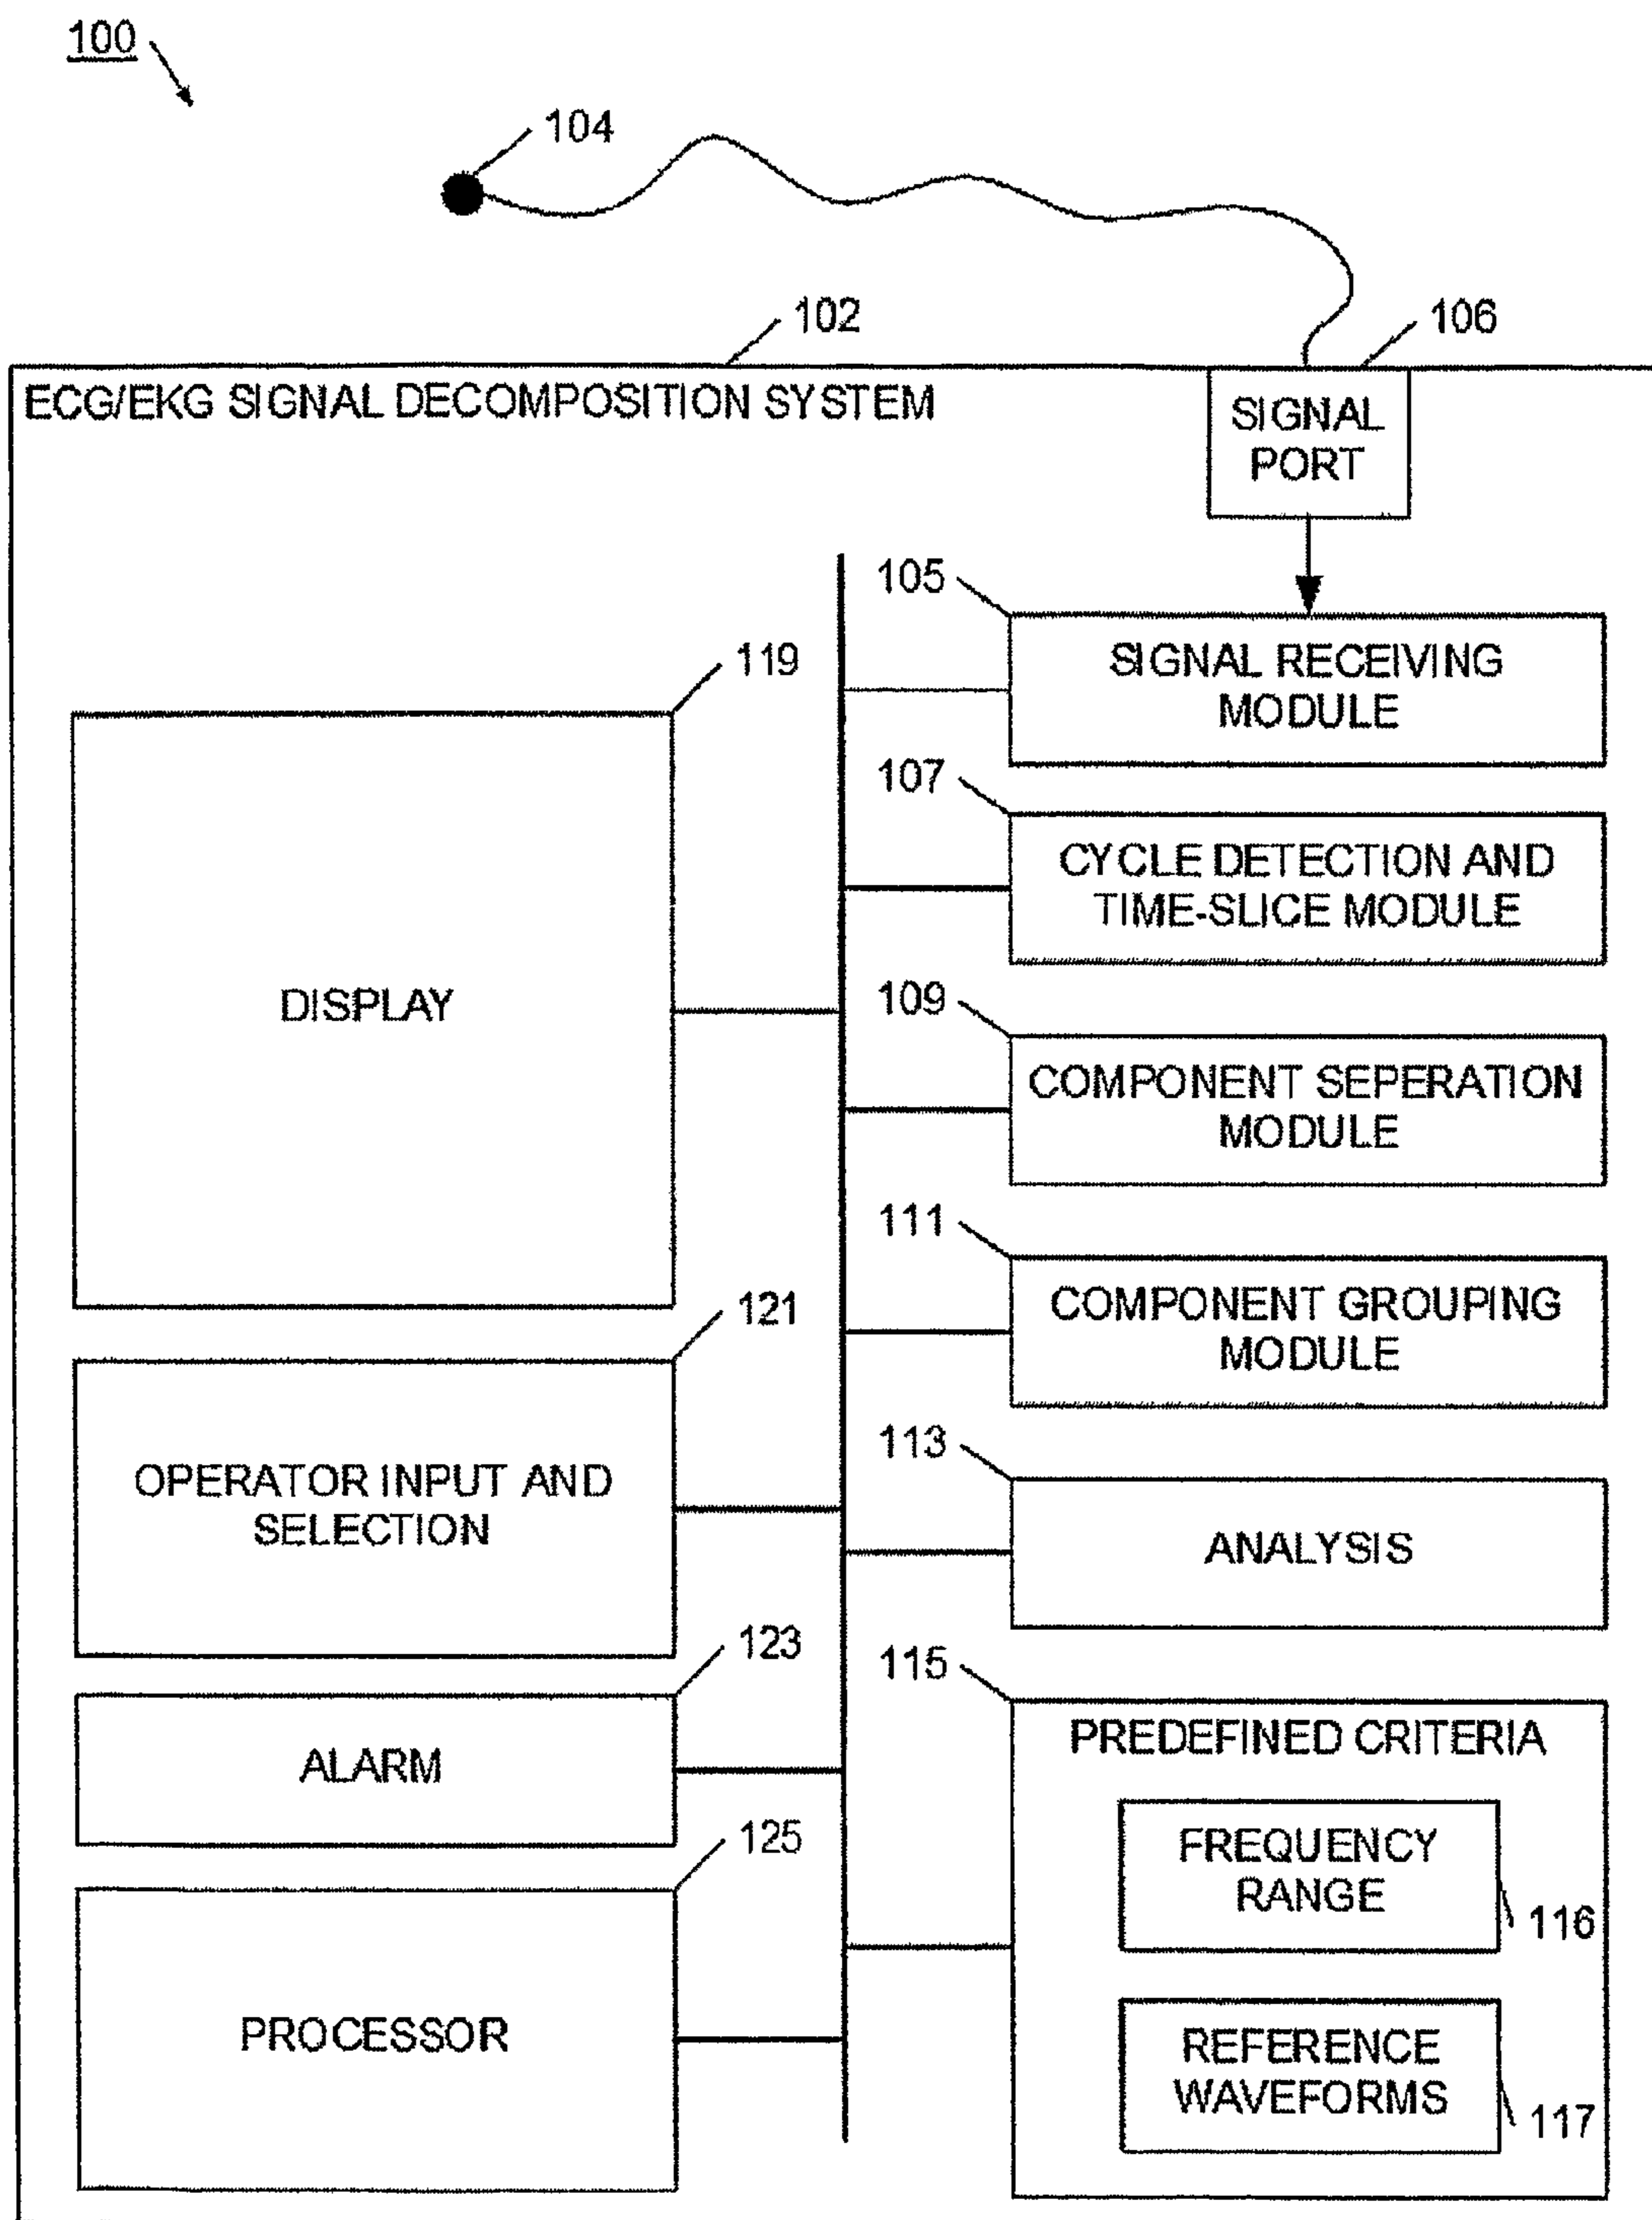 100
104
102
106
ECG/EKG SIGNAL DECOMPOSITION SYSTEM
SIGNAL
PORT
105
SIGNAL RECEIVING
MODULE
119
107
CYCLE DETECTION AND
TIME-SLICE MODULE
DISPLAY
109
COMPONENT SEPERATION
MODULE
111
COMPONENT GROUPING
MODULE
121
OPERATOR INPUT AND
SELECTION
113
ANALYSIS
123
ALARM
115
PREDEFINED CRITERIA
FREQUENCY
RANGE
116
125
PROCESSOR
REFERENCE
WAVEFORMS
117